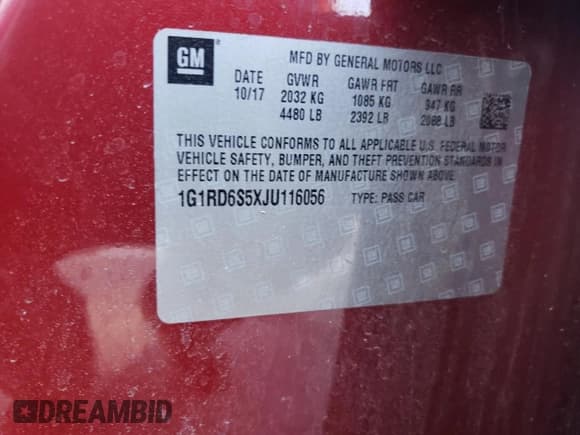 GM ®
MFD BY GENERAL MOTORS LLC
DATE GVWR GAWR FRT GAWR RR
10/17 2032 KG 1085 KG 947 KG
4480 LB 2392 LB 2088 LB
THIS VEHICLE CONFORMS TO ALL APPLICABLE U.S. FEDERAL MOTOR
VEHICLE SAFETY, BUMPER, AND THEFT PREVENTION STANDARDS IN
EFFECT ON THE DATE OF MANUFACTURE SHOWN ABOVE.
1G1RD6S5XJU116056 TYPE: PASS CAR
DREAMBID